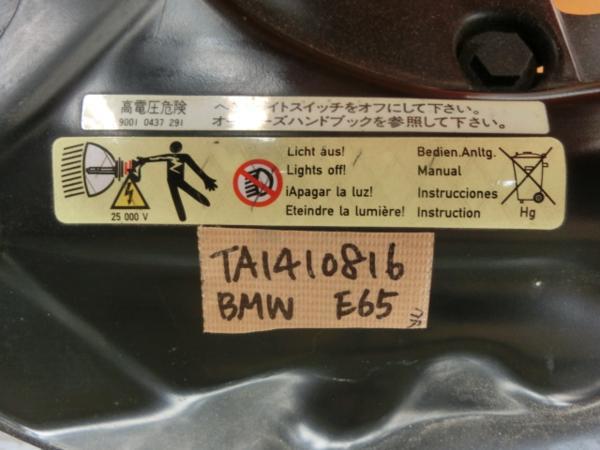 高電圧危険
9001 0437 291
ヘッドライトスイッチをオフにして下さい。
オーナーズハンドブックを参照して下さい。
Licht aus!
Lights off!
¡Apagar la luz!
Eteindre la lumière!
Bedien.Anltg.
Manual
Instrucciones
Instruction
25 000 V
Hg
TA1410816
BMW E65